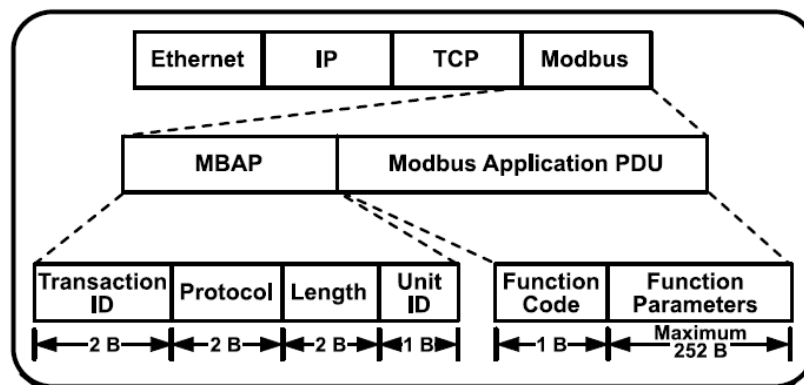 Ethernet IP TCP Modbus
MBAP Modbus Application PDU
Transaction ID Protocol Length Unit ID Function Code Function Parameters
2 B 2 B 2 B 1 B 1 B Maximum 252 B